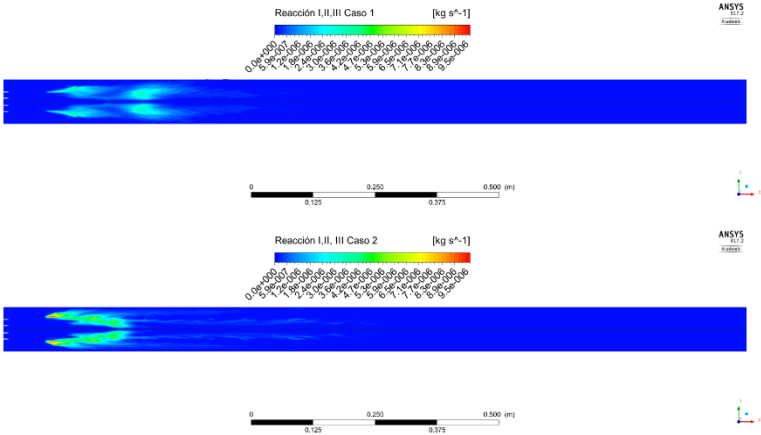 Reacción I,II,III Caso 1 [kg s^-1]
ANSYS
R17.2
Academic
0.0e+000
5.9e-007
1.2e-006
1.8e-006
2.4e-006
3.0e-006
3.6e-006
4.2e-006
4.7e-006
5.3e-006
5.9e-006
6.5e-006
7.1e-006
7.7e-006
8.3e-006
8.9e-006
9.5e-006
0 0.250 0.500 (m)
0.125 0.375
Reacción I,II, III Caso 2 [kg s^-1]
ANSYS
R17.2
Academic
0.0e+000
5.9e-007
1.2e-006
1.8e-006
2.4e-006
3.0e-006
3.6e-006
4.2e-006
4.7e-006
5.3e-006
5.9e-006
6.5e-006
7.1e-006
7.7e-006
8.3e-006
8.9e-006
9.5e-006
0 0.250 0.500 (m)
0.125 0.375